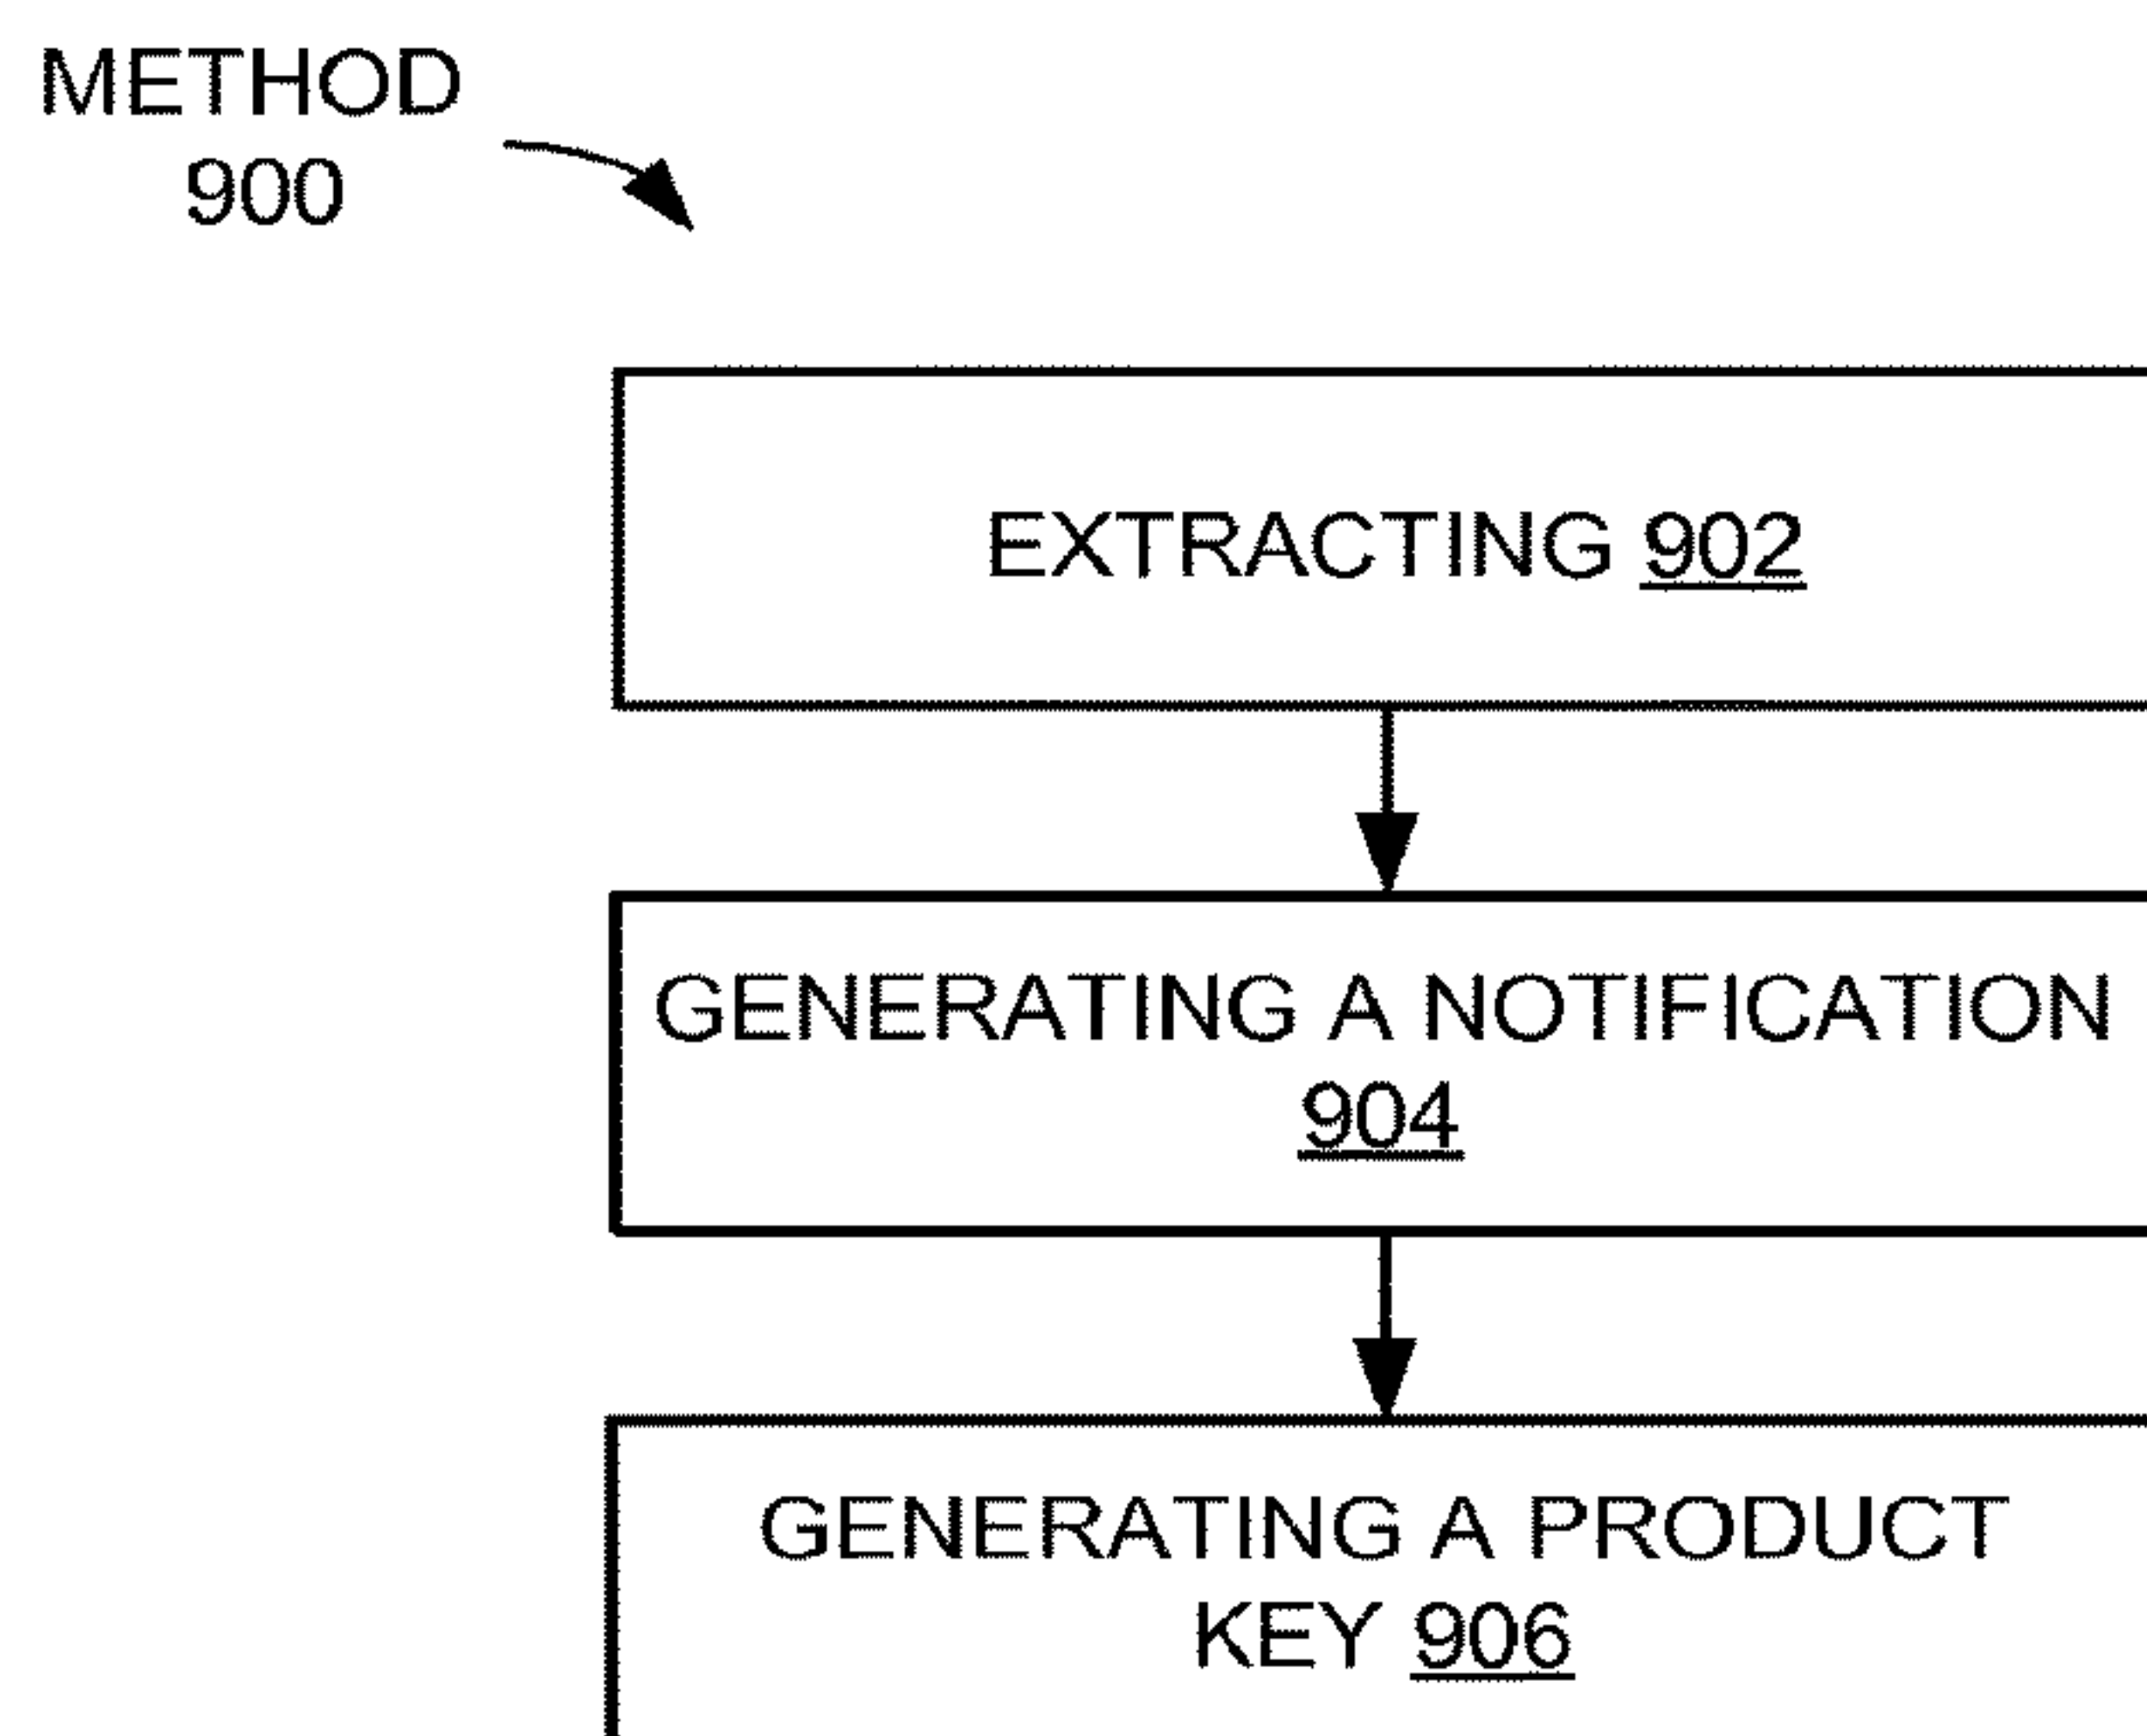 METHOD
900
EXTRACTING 902
GENERATING A NOTIFICATION
904
GENERATING A PRODUCT
KEY 906